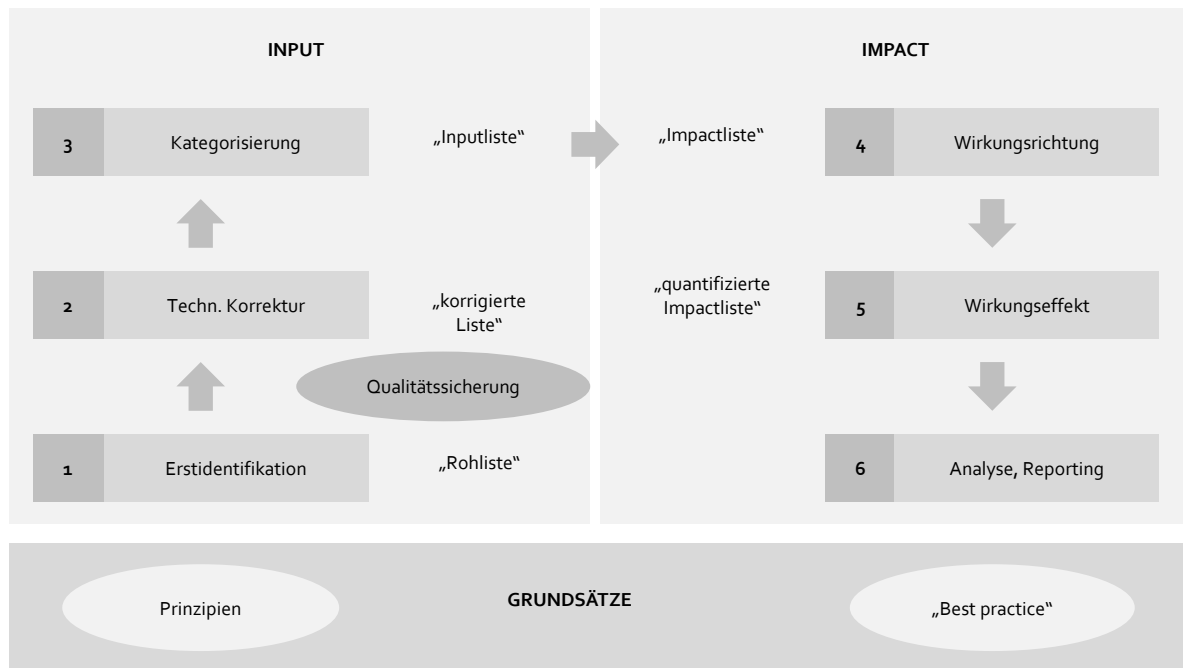 INPUT
IMPACT
3
Kategorisierung
„Inputliste“
„Impactliste“
4
Wirkungsrichtung
2
Techn. Korrektur
„korrigierte
Liste“
„quantifizierte
Impactliste“
5
Wirkungseffekt
Qualitätssicherung
1
Erstidentifikation
„Rohliste“
6
Analyse, Reporting
Prinzipien
GRUNDSÄTZE
„Best practice“